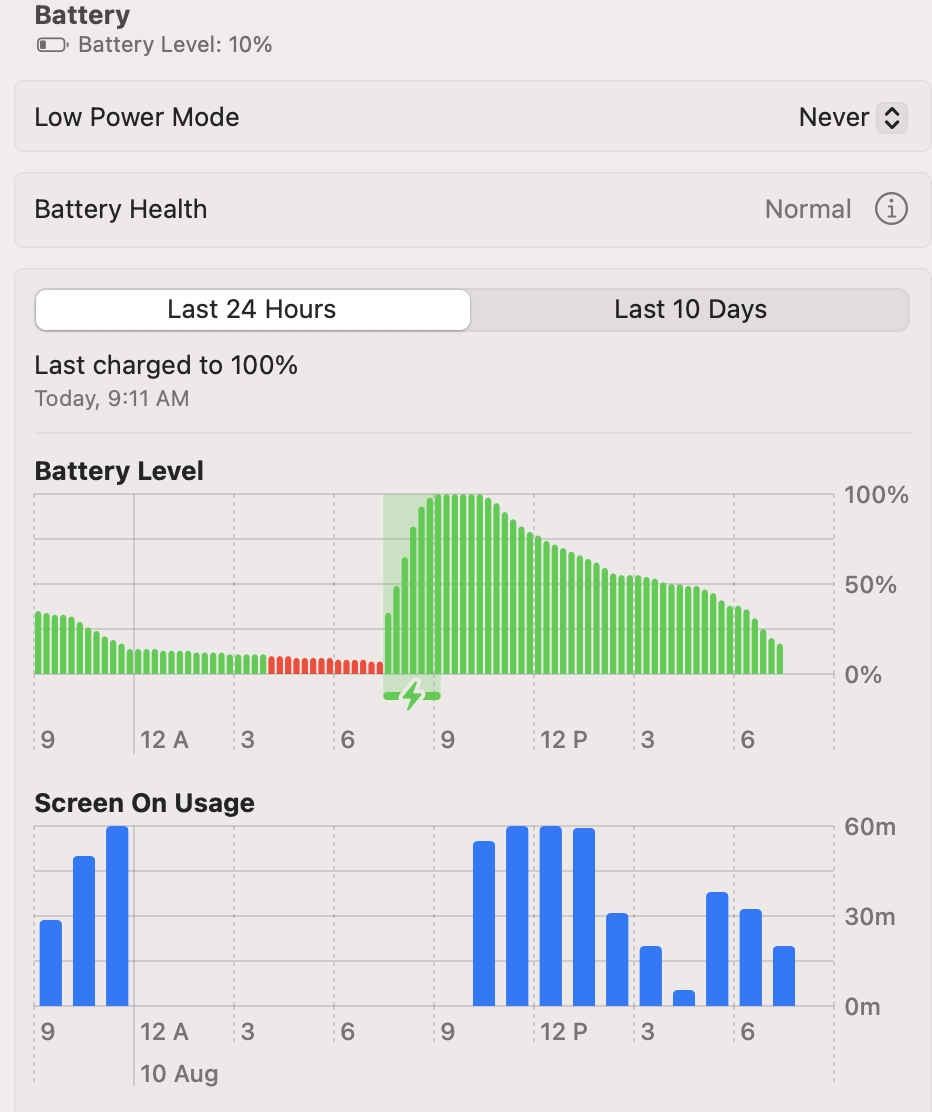 Battery
Battery Level: 10%
Low Power Mode
Never
Battery Health
Normal
Last 24 Hours
Last 10 Days
Last charged to 100%
Today, 9:11 AM
Battery Level
100%
50%
0%
9 12 A 3 6 9 12 P 3 6
Screen On Usage
60m
30m
0m
9 12 A 3 6 9 12 P 3 6
10 Aug